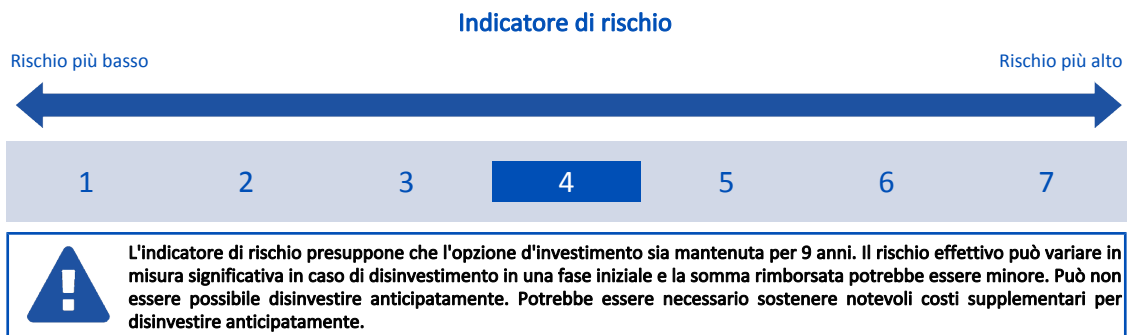 Indicatore di rischio
Rischio più basso Rischio più alto
1 2 3 4 5 6 7
L'indicatore di rischio presuppone che l'opzione d'investimento sia mantenuta per 9 anni. Il rischio effettivo può variare in
misura significativa in caso di disinvestimento in una fase iniziale e la somma rimborsata potrebbe essere minore. Può non
essere possibile disinvestire anticipatamente. Potrebbe essere necessario sostenere notevoli costi supplementari per
disinvestire anticipatamente.